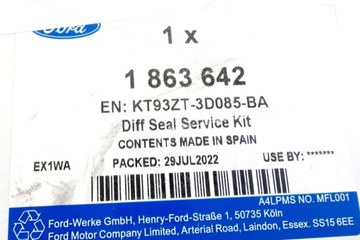 Ford
1 x
1 863 642
EN: KT93ZT-3D085-BA
Diff Seal Service Kit
CONTENTS MADE IN SPAIN
EX1WA
PACKED: 29JUL2022
USE BY:*******
A4LPMS NO. MFL001
Ford-Werke GmbH, Henry-Ford-Straße 1, 50735 Köln
Ford Motor Company Limited, Arterial Road, Laindon, Essex. SS15 6EE